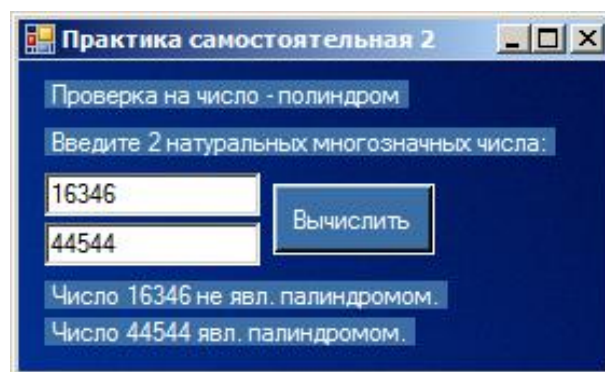 Практика самостоятельная 2
Проверка на число - полиндром
Введите 2 натуральных многозначных числа:
16346
Вычислить
44544
Число 16346 не явл. палиндромом.
Число 44544 явл. палиндромом.